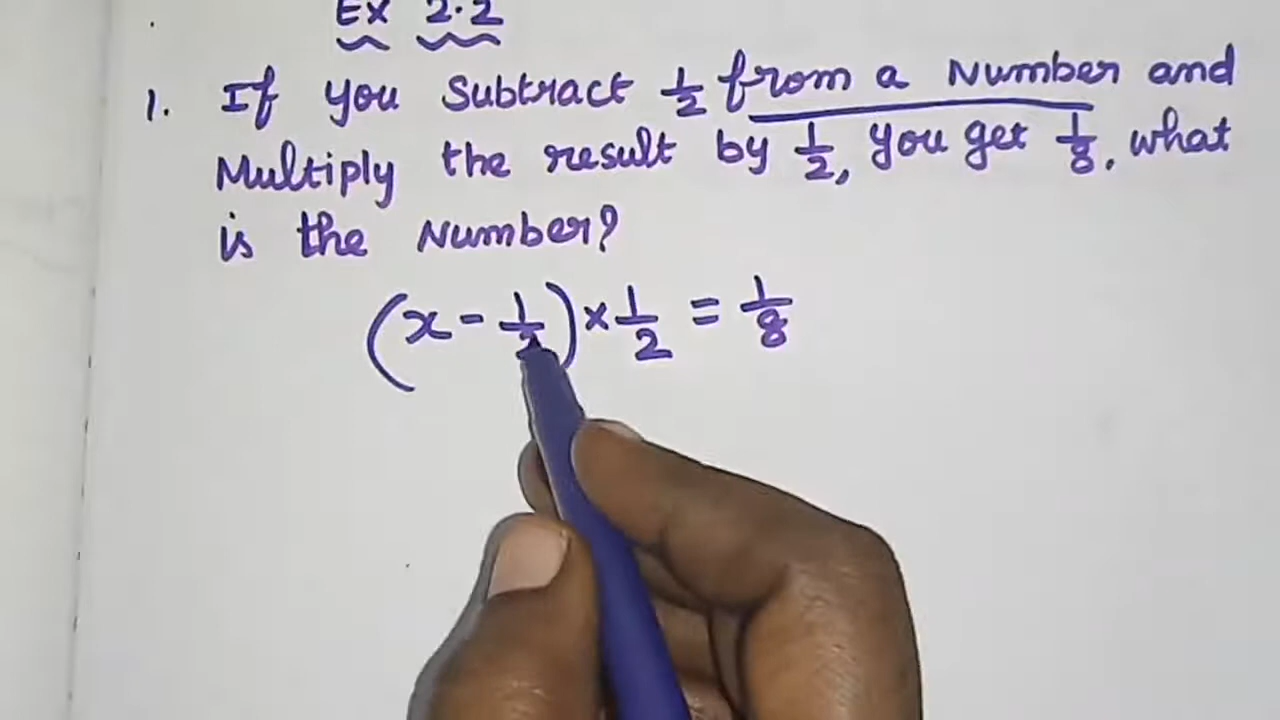 Ex 2.2
1. If you Subtract 1/2 from a Number and
Multiply the result by 1/2, you get 1/8. what
is the Number?
(x - 1/2) × 1/2 = 1/8